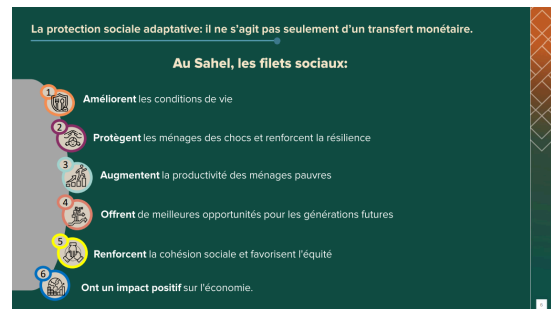 La protection sociale adaptative: il ne s'agit pas seulement d'un transfert monétaire.
Au Sahel, les filets sociaux:
1
Améliorent les conditions de vie
2
Protègent les ménages des chocs et renforcent la résilience
3
Augmentent la productivité des ménages pauvres
4
Offrent de meilleures opportunités pour les générations futures
5
Renforcent la cohésion sociale et favorisent l'équité
6
Ont un impact positif sur l'économie.